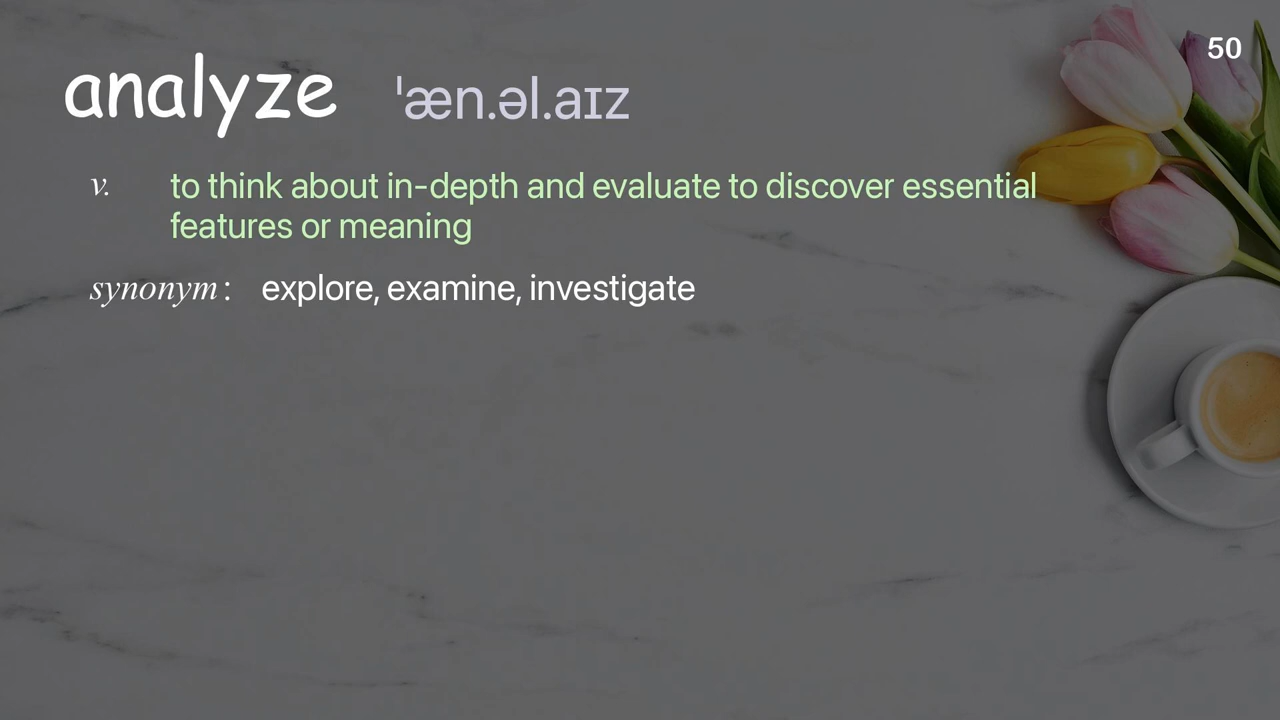 50
analyze ˈæn.əl.aɪz
v. to think about in-depth and evaluate to discover essential
features or meaning
synonym: explore, examine, investigate